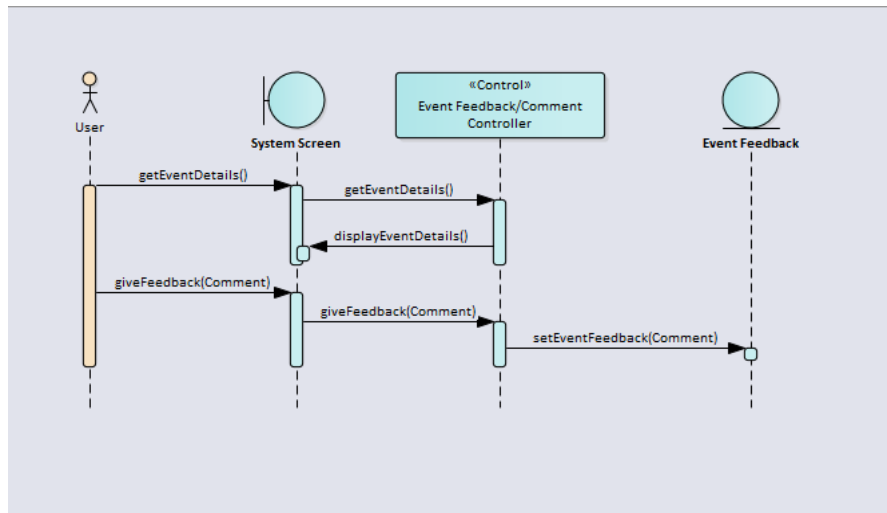 «Control»
Event Feedback/Comment
Controller
User
System Screen
Event Feedback
getEventDetails()
getEventDetails()
displayEventDetails()
giveFeedback(Comment)
giveFeedback(Comment)
setEventFeedback(Comment)